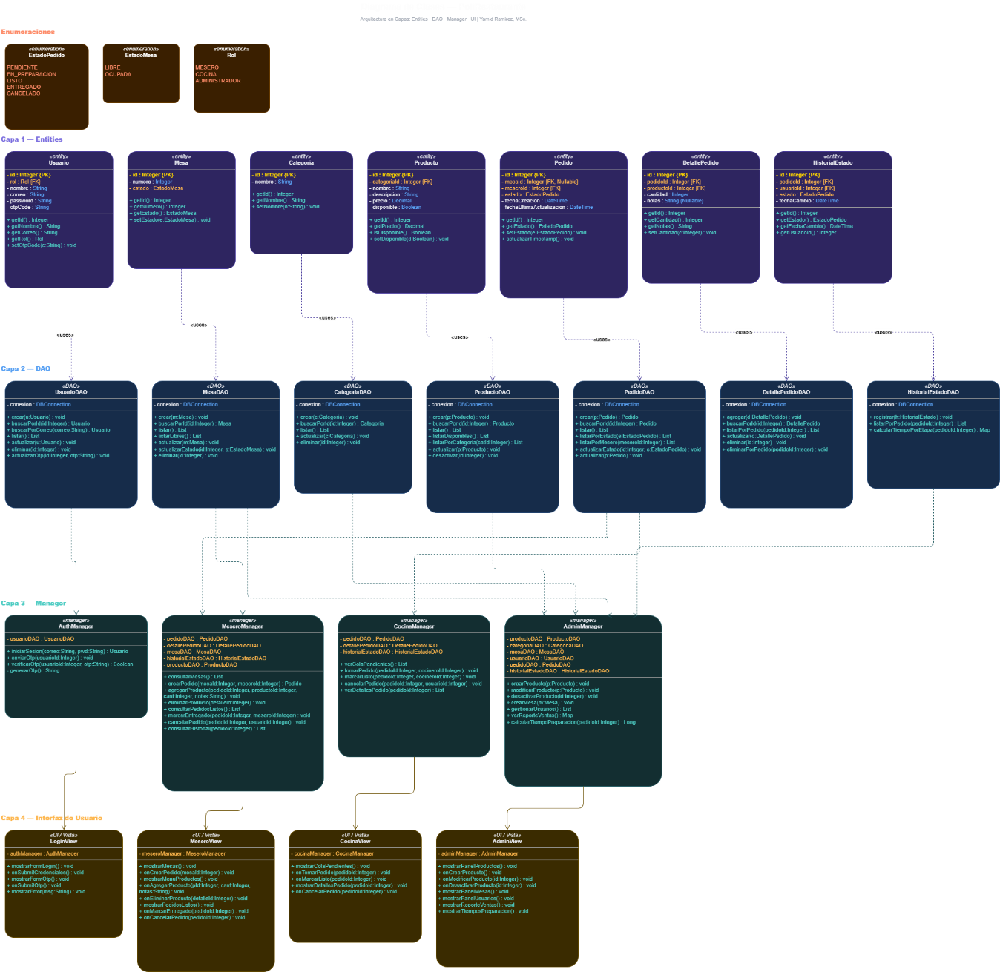 Arquitectura en Capas: Entities · DAO · Manager · UI | Yamid Ramirez, MSc.
Enumeraciones
«enumeration»
EstadoPedido
PENDIENTE
EN_PREPARACION
LISTO
ENTREGADO
CANCELADO
«enumeration»
EstadoMesa
LIBRE
OCUPADA
«enumeration»
Rol
MESERO
COCINA
ADMINISTRADOR
Capa 1 — Entities
«entity»
Usuario
- id : Integer {PK}
- rol : Rol {FK}
- nombre : String
- correo : String
- password : String
- otpCode : String
+ getId() : Integer
+ getNombre() : String
+ getCorreo() : String
+ getRol() : Rol
+ setOtpCode(c:String) : void
«entity»
Mesa
- id : Integer {PK}
- numero : Integer
- estado : EstadoMesa
+ getId() : Integer
+ getNumero() : Integer
+ getEstado() : EstadoMesa
+ setEstado(e:EstadoMesa) : void
«entity»
Categoria
- id : Integer {PK}
- nombre : String
+ getId() : Integer
+ getNombre() : String
+ setNombre(n:String) : void
«entity»
Producto
- id : Integer {PK}
- categoriaId : Integer {FK}
- nombre : String
- descripcion : String
- precio : Decimal
- disponible : Boolean
+ getId() : Integer
+ getPrecio() : Decimal
+ isDisponible() : Boolean
+ setDisponible(d:Boolean) : void
«entity»
Pedido
- id : Integer {PK}
- mesaId : Integer {FK, Nullable}
- meseroId : Integer {FK}
- estado : EstadoPedido
- fechaCreacion : DateTime
- fechaUltimaActualizacion : DateTime
+ getId() : Integer
+ getEstado() : EstadoPedido
+ setEstado(e:EstadoPedido) : void
+ actualizarTimestamp() : void
«entity»
DetallePedido
- id : Integer {PK}
- pedidoId : Integer {FK}
- productoId : Integer {FK}
- cantidad : Integer
- notas : String {Nullable}
+ getId() : Integer
+ getCantidad() : Integer
+ getNotas() : String
+ setCantidad(c:Integer) : void
«entity»
HistorialEstado
- id : Integer {PK}
- pedidoId : Integer {FK}
- usuarioId : Integer {FK}
- estado : EstadoPedido
- fechaCambio : DateTime
+ getId() : Integer
+ getEstado() : EstadoPedido
+ getFechaCambio() : DateTime
+ getUsuarioId() : Integer
«uses»
«uses»
«uses»
«uses»
«uses»
«uses»
«uses»
Capa 2 — DAO
«DAO»
UsuarioDAO
- conexion : DBConnection
+ crear(u:Usuario) : void
+ buscarPorId(id:Integer) : Usuario
+ buscarPorCorreo(correo:String) : Usuario
+ listar() : List
+ actualizar(u:Usuario) : void
+ eliminar(id:Integer) : void
+ actualizarOtp(id:Integer, otp:String) : void
«DAO»
MesaDAO
- conexion : DBConnection
+ crear(m:Mesa) : void
+ buscarPorId(id:Integer) : Mesa
+ listar() : List
+ listarLibres() : List
+ actualizar(m:Mesa) : void
+ actualizarEstado(id:Integer, e:EstadoMesa) : void
+ eliminar(id:Integer) : void
«DAO»
CategoriaDAO
- conexion : DBConnection
+ crear(c:Categoria) : void
+ buscarPorId(id:Integer) : Categoria
+ listar() : List
+ actualizar(c:Categoria) : void
+ eliminar(id:Integer) : void
«DAO»
ProductoDAO
- conexion : DBConnection
+ crear(p:Producto) : void
+ buscarPorId(id:Integer) : Producto
+ listar() : List
+ listarDisponibles() : List
+ listarPorCategoria(catId:Integer) : List
+ actualizar(p:Producto) : void
+ desactivar(id:Integer) : void
«DAO»
PedidoDAO
- conexion : DBConnection
+ crear(p:Pedido) : Pedido
+ buscarPorId(id:Integer) : Pedido
+ listar() : List
+ listarPorEstado(e:EstadoPedido) : List
+ listarPorMesero(meseroId:Integer) : List
+ actualizarEstado(id:Integer, e:EstadoPedido) : void
+ actualizar(p:Pedido) : void
«DAO»
DetallePedidoDAO
- conexion : DBConnection
+ agregar(d:DetallePedido) : void
+ buscarPorId(id:Integer) : DetallePedido
+ listarPorPedido(pedidoId:Integer) : List
+ actualizar(d:DetallePedido) : void
+ eliminar(id:Integer) : void
+ eliminarPorPedido(pedidoId:Integer) : void
«DAO»
HistorialEstadoDAO
- conexion : DBConnection
+ registrar(h:HistorialEstado) : void
+ listarPorPedido(pedidoId:Integer) : List
+ calcularTiempoPorEtapa(pedidoId:Integer) : Map
Capa 3 — Manager
«manager»
AuthManager
- usuarioDAO : UsuarioDAO
+ iniciarSesion(correo:String, pwd:String) : Usuario
+ enviarOtp(usuarioId:Integer) : void
+ verificarOtp(usuarioId:Integer, otp:String) : Boolean
- generarOtp() : String
«manager»
MeseroManager
- pedidoDAO : PedidoDAO
- detallePedidoDAO : DetallePedidoDAO
- mesaDAO : MesaDAO
- historialEstadoDAO : HistorialEstadoDAO
- productoDAO : ProductoDAO
+ consultarMesas() : List
+ crearPedido(mesaId:Integer, meseroId:Integer) : Pedido
+ agregarProducto(pedidoId:Integer, productoId:Integer,
cant:Integer, notas:String) : void
+ eliminarProducto(detalleId:Integer) : void
+ consultarPedidosListos() : List
+ marcarEntregado(pedidoId:Integer, meseroId:Integer) : void
+ cancelarPedido(pedidoId:Integer, usuarioId:Integer) : void
+ consultarHistorial(pedidoId:Integer) : List
«manager»
CocinaManager
- pedidoDAO : PedidoDAO
- detallePedidoDAO : DetallePedidoDAO
- historialEstadoDAO : HistorialEstadoDAO
+ verColaPendientes() : List
+ tomarPedido(pedidoId:Integer, cocineroId:Integer) : void
+ marcarListo(pedidoId:Integer, cocineroId:Integer) : void
+ cancelarPedido(pedidoId:Integer, usuarioId:Integer) : void
+ verDetallesPedido(pedidoId:Integer) : List
«manager»
AdminManager
- productoDAO : ProductoDAO
- categoriaDAO : CategoriaDAO
- mesaDAO : MesaDAO
- usuarioDAO : UsuarioDAO
- pedidoDAO : PedidoDAO
- historialEstadoDAO : HistorialEstadoDAO
+ crearProducto(p:Producto) : void
+ modificarProducto(p:Producto) : void
+ desactivarProducto(id:Integer) : void
+ crearMesa(m:Mesa) : void
+ gestionarUsuarios() : List
+ verReporteVentas() : Map
+ calcularTiempoPreparacion(pedidoId:Integer) : Long
Capa 4 — Interfaz de Usuario
«UI / Vista»
LoginView
- authManager : AuthManager
+ mostrarFormLogin() : void
+ onSubmitCredenciales() : void
+ mostrarFormOtp() : void
+ onSubmitOtp() : void
+ mostrarError(msg:String) : void
«UI / Vista»
MeseroView
- meseroManager : MeseroManager
+ mostrarMesas() : void
+ onCrearPedido(mesaId:Integer) : void
+ mostrarMenuProductos() : void
+ onAgregarProducto(pId:Integer, cant:Integer,
notas:String) : void
+ onEliminarProducto(detalleId:Integer) : void
+ mostrarPedidosListos() : void
+ onMarcarEntregado(pedidoId:Integer) : void
+ onCancelarPedido(pedidoId:Integer) : void
«UI / Vista»
CocinaView
- cocinaManager : CocinaManager
+ mostrarColaPendientes() : void
+ onTomarPedido(pedidoId:Integer) : void
+ onMarcarListo(pedidoId:Integer) : void
+ mostrarDetallesPedido(pedidoId:Integer) : void
+ onCancelarPedido(pedidoId:Integer) : void
«UI / Vista»
AdminView
- adminManager : AdminManager
+ mostrarPanelProductos() : void
+ onCrearProducto() : void
+ onModificarProducto(id:Integer) : void
+ onDesactivarProducto(id:Integer) : void
+ mostrarPanelMesas() : void
+ mostrarPanelUsuarios() : void
+ mostrarReporteVentas() : void
+ mostrarTiemposPreparacion() : void